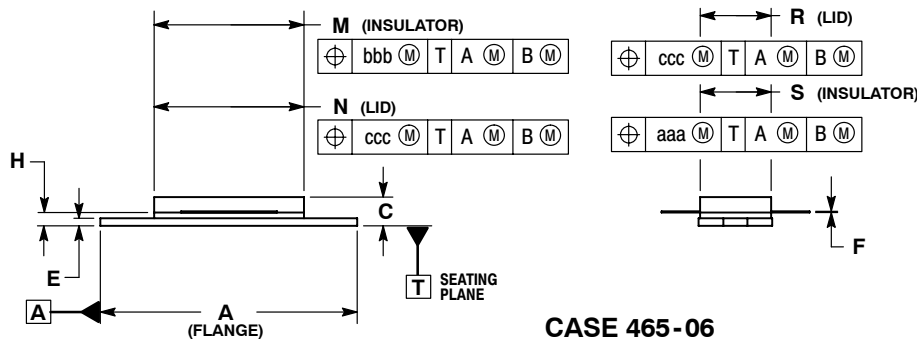 M (INSULATOR)
⌖ bbb Ⓜ T A Ⓜ B Ⓜ
N (LID)
⌖ ccc Ⓜ T A Ⓜ B Ⓜ
R (LID)
⌖ ccc Ⓜ T A Ⓜ B Ⓜ
S (INSULATOR)
⌖ aaa Ⓜ T A Ⓜ B Ⓜ
H
C
E
F
T SEATING
PLANE
A
A
(FLANGE)
CASE 465-06